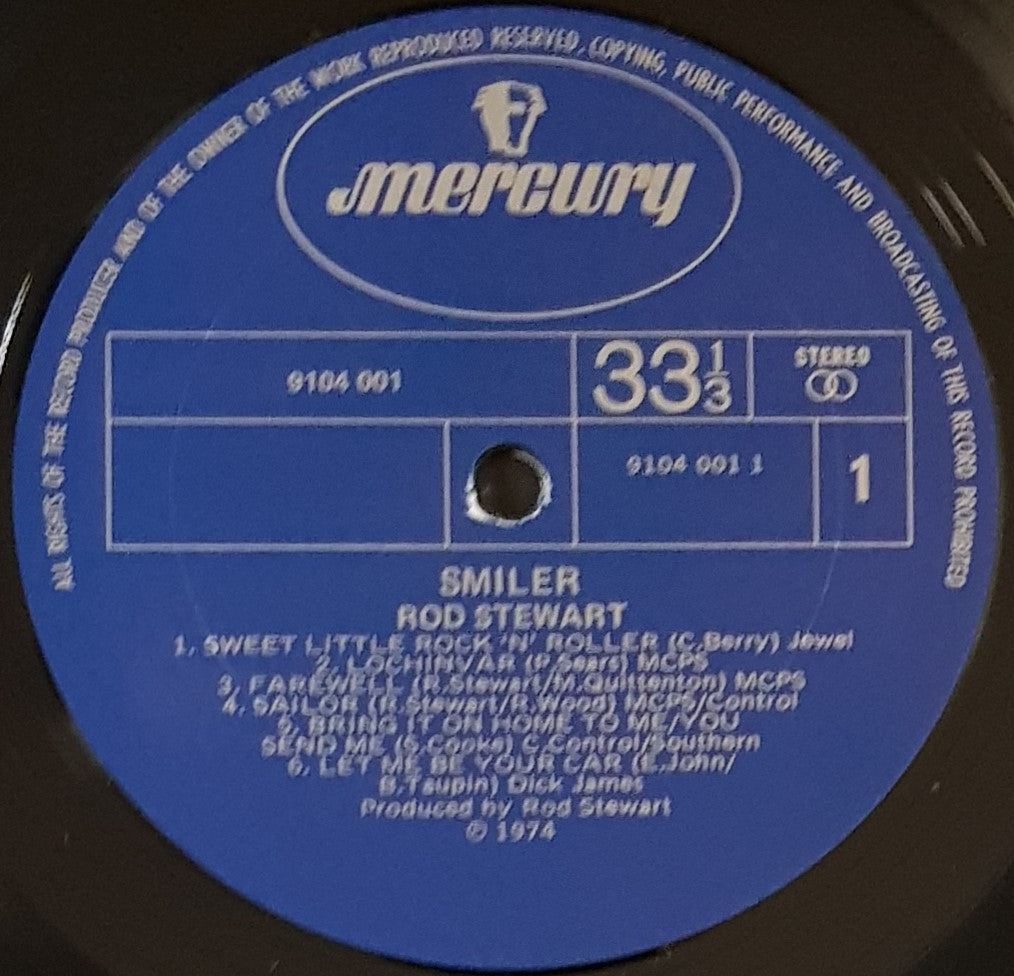 ALL RIGHTS OF THE RECORD PRODUCER AND OF THE OWNER OF THE WORK REPRODUCED RESERVED. COPYING, PUBLIC PERFORMANCE AND BROADCASTING OF THIS RECORD PROHIBITED
mercury
9104 001
33 1/3
STEREO
9104 001 1
1
SMILER
ROD STEWART
1. SWEET LITTLE ROCK 'N' ROLLER (C.Berry) Jewel
2. LOCHINVAR (P.Sears) MCPS
3. FAREWELL (R.Stewart/M.Quittenton) MCPS
4. SAILOR (R.Stewart/R.Wood) MCPS/Control
5. BRING IT ON HOME TO ME/YOU
SEND ME (S.Cooke) C.Control/Southern
6. LET ME BE YOUR CAR (E.John/
B.Taupin) Dick James
Produced by Rod Stewart
℗ 1974